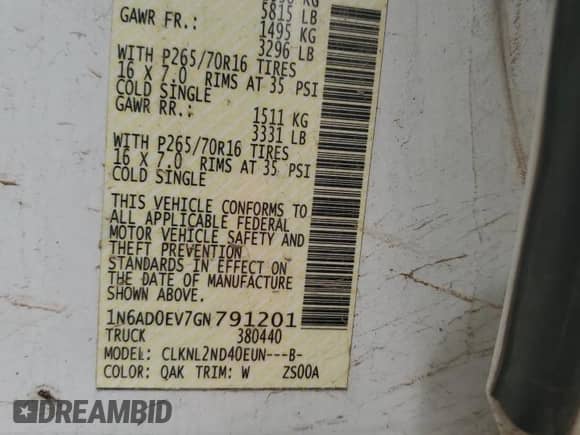 5815 LB
GAWR FR.: 1495 KG
3296 LB
WITH P265/70R16 TIRES
16 X 7.0 RIMS AT 35 PSI
COLD SINGLE
GAWR RR.: 1511 KG
3331 LB
WITH P265/70R16 TIRES
16 X 7.0 RIMS AT 35 PSI
COLD SINGLE
THIS VEHICLE CONFORMS TO
ALL APPLICABLE FEDERAL
MOTOR VEHICLE SAFETY AND
THEFT PREVENTION
STANDARDS IN EFFECT ON
THE DATE OF MANUFACTURE
SHOWN ABOVE.
1N6AD0EV7GN791201
TRUCK 380440
MODEL: CLKNL2ND40EUN---B-
COLOR: QAK TRIM: W ZS00A
DREAMBID